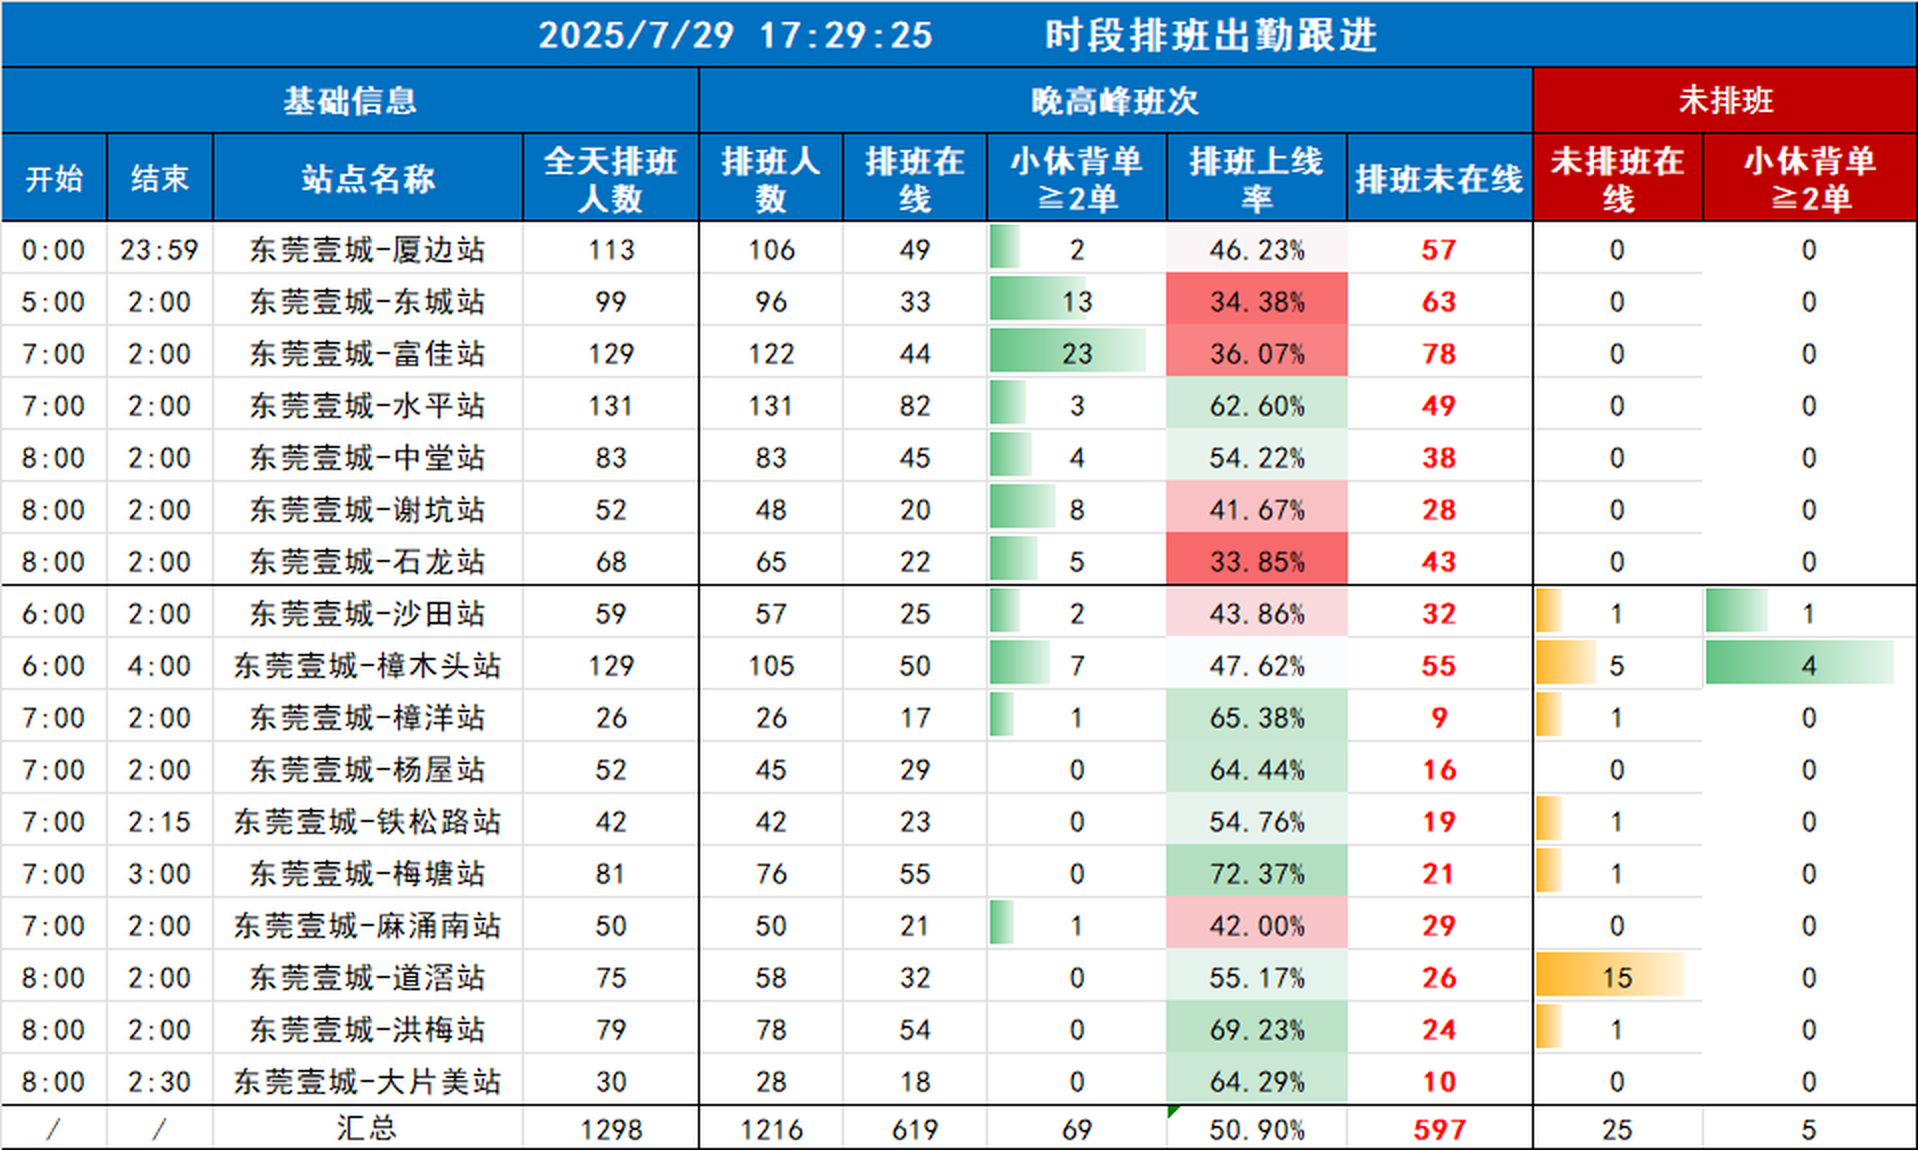 2025/7/29 17:29:25 时段排班出勤跟进
基础信息 晚高峰班次 未排班
开始 结束 站点名称 全天排班人数 排班人数 排班在线 小休背单≧2单 排班上线率 排班未在线 未排班在线 小休背单≧2单
0:00 23:59 东莞壹城-厦边站 113 106 49 2 46.23% 57 0 0
5:00 2:00 东莞壹城-东城站 99 96 33 13 34.38% 63 0 0
7:00 2:00 东莞壹城-富佳站 129 122 44 23 36.07% 78 0 0
7:00 2:00 东莞壹城-水平站 131 131 82 3 62.60% 49 0 0
8:00 2:00 东莞壹城-中堂站 83 83 45 4 54.22% 38 0 0
8:00 2:00 东莞壹城-谢坑站 52 48 20 8 41.67% 28 0 0
8:00 2:00 东莞壹城-石龙站 68 65 22 5 33.85% 43 0 0
6:00 2:00 东莞壹城-沙田站 59 57 25 2 43.86% 32 1 1
6:00 4:00 东莞壹城-樟木头站 129 105 50 7 47.62% 55 5 4
7:00 2:00 东莞壹城-樟洋站 26 26 17 1 65.38% 9 1 0
7:00 2:00 东莞壹城-杨屋站 52 45 29 0 64.44% 16 0 0
7:00 2:15 东莞壹城-铁松路站 42 42 23 0 54.76% 19 1 0
7:00 3:00 东莞壹城-梅塘站 81 76 55 0 72.37% 21 1 0
7:00 2:00 东莞壹城-麻涌南站 50 50 21 1 42.00% 29 0 0
8:00 2:00 东莞壹城-道滘站 75 58 32 0 55.17% 26 15 0
8:00 2:00 东莞壹城-洪梅站 79 78 54 0 69.23% 24 1 0
8:00 2:30 东莞壹城-大片美站 30 28 18 0 64.29% 10 0 0
/ / 汇总 1298 1216 619 69 50.90% 597 25 5